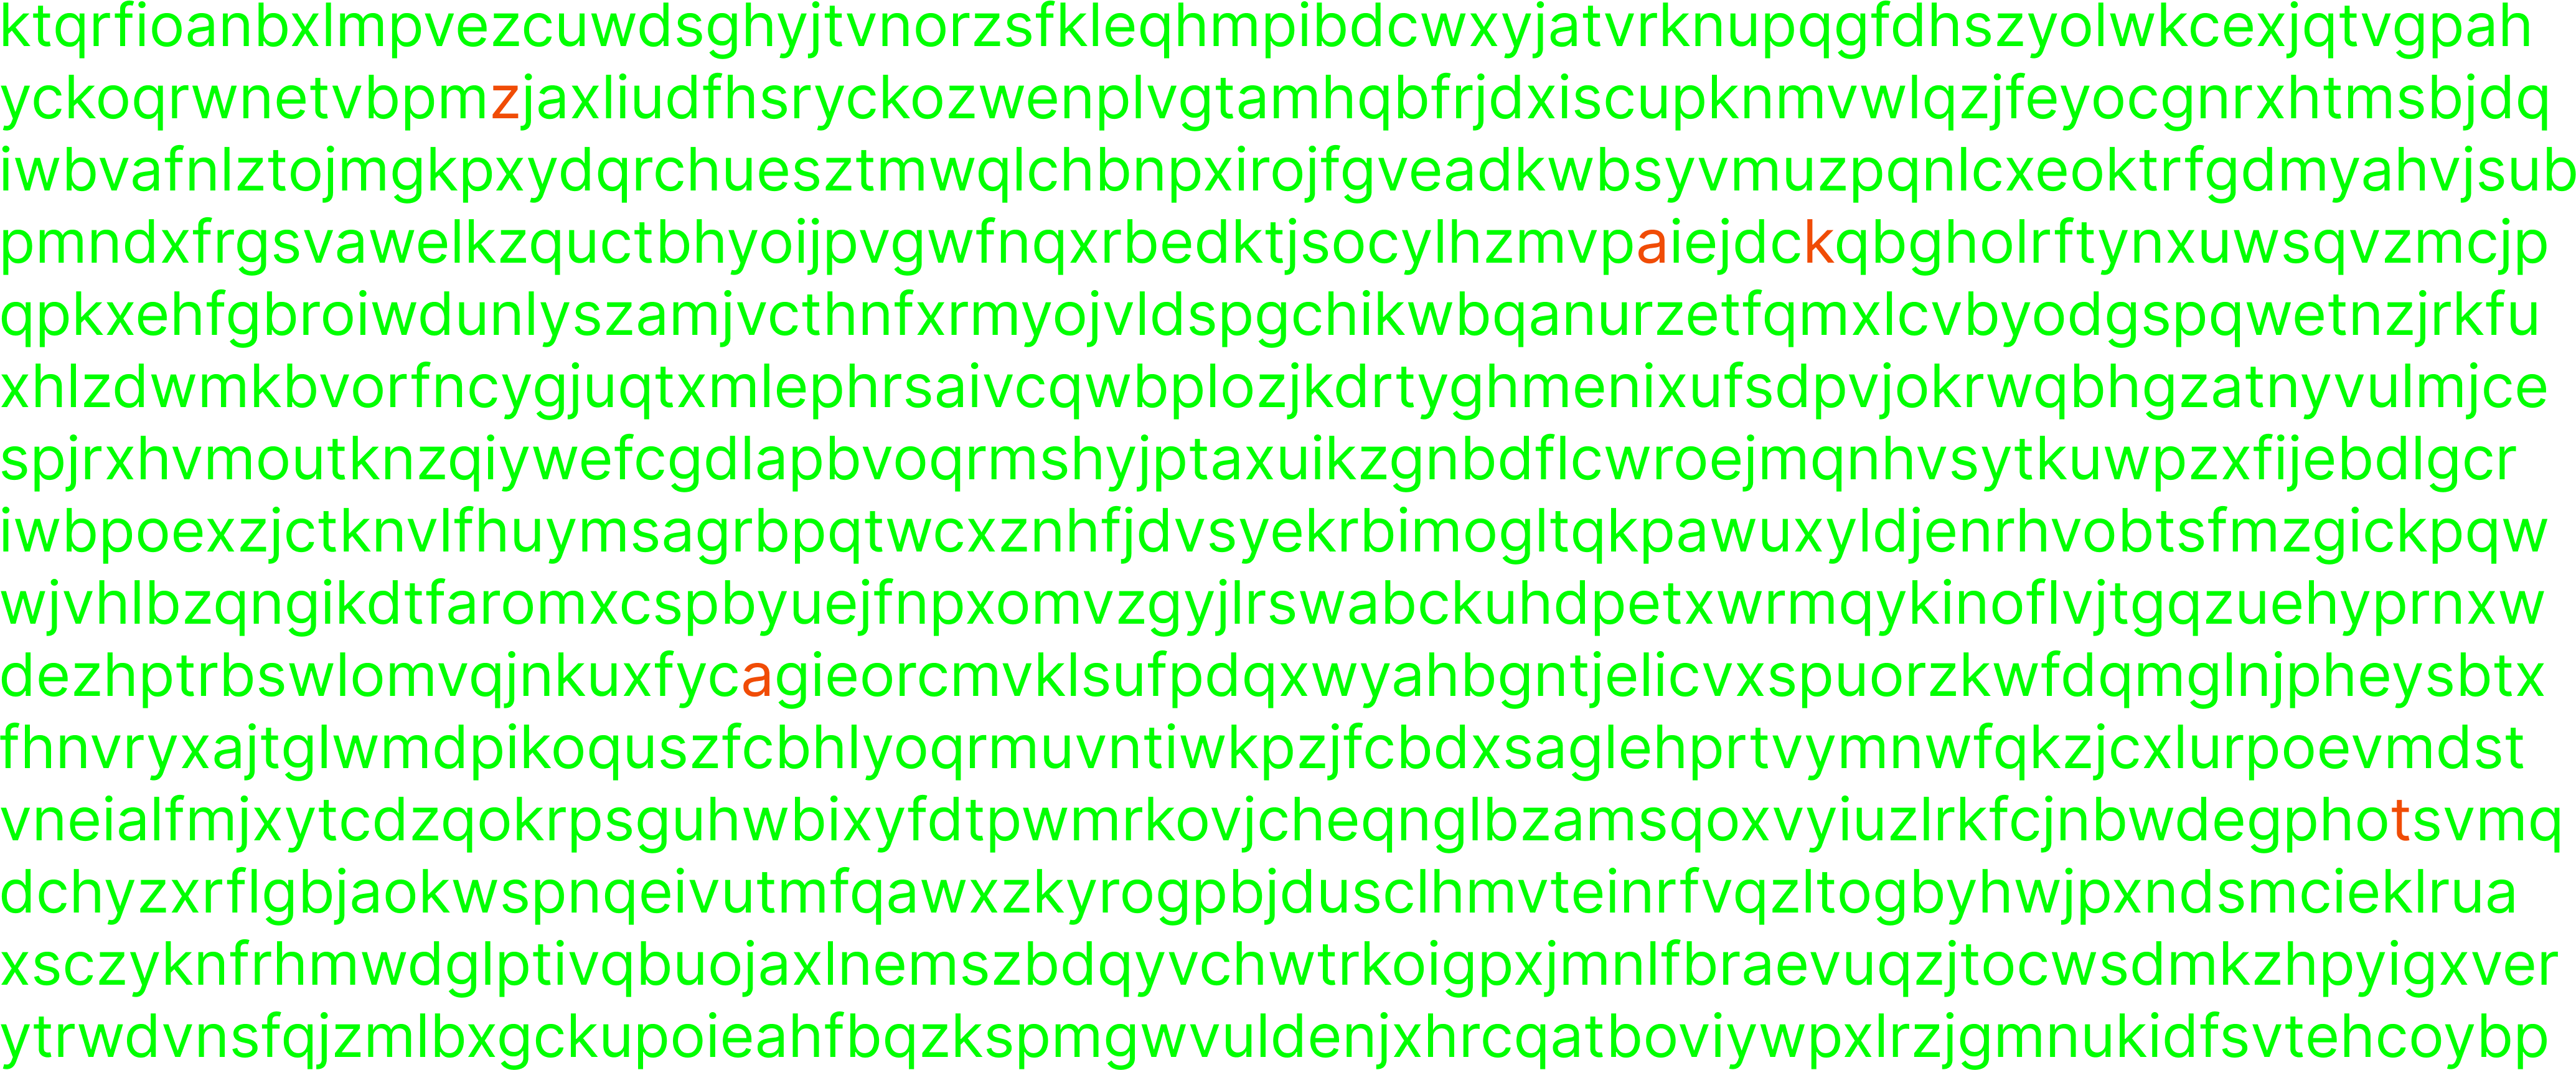 ktqrfioanbxlmpvezcuwdsghyjtvnorzsfkleqhmpibdcwxyjatvrknupqgfdhszyolwkcexjqtvgpah
yckoqrwnetvbpmzjaxliudfhsryckozwenplvgtamhqbfrjdxiscupknmvwlqzjfeyocgnrxhtmsbjdq
iwbvafnlztojmgkpxydqrchuesztmwqlchbnpxirojfgveadkwbsyvmuzpqnlcxeoktrfgdmyahvjsub
pmndxfrgsvawelkzquctbhyoijpvgwfnqxrbedktjsocylhzmvpaiejdckqbgholrftynxuwsqvzmcjp
qpkxehfgbroiwdunlyszamjvcthnfxrmyojvldspgchikwbqanurzetfqmxlcvbyodgspqwetnzjrkfu
xhlzdwmkbvorfncygjuqtxmlephrsaivcqwbplozjkdrtyghmenixufsdpvjokrwqbhgzatnyvulmjce
spjrxhvmoutknzqiywefcgdlapbvoqrmshyjptaxuikzgnbdflcwroejmqnhvsytkuwpzxfijebdlgcr
iwbpoexzjctknvlfhuymsagrbpqtwcxznhfjdvsyekrbimogltqkpawuxyldjenrhvobtsfmzgickpqw
wjvhlbzqngikdtfaromxcspbyuejfnpxomvzgyjlrswabckuhdpetxwrmqykinoflvjtgqzuehyprnxw
dezhptrbswlomvqjnkuxfycagieorcmvklsufpdqxwyahbgntjelicvxspuorzkwfdqmglnjpheysbtx
fhnvryxajtglwmdpikoquszfcbhlyoqrmuvntiwkpzjfcbdxsaglehprtvymnwfqkzjcxlurpoevmdst
vneialfmjxytcdzqokrpsguhwbixyfdtpwmrkovjcheqnglbzamsqoxvyiuzlrkfcjnbwdegphotsvmq
dchyzxrflgbjaokwspnqeivutmfqawxzkyrogpbjdusclhmvteinrfvqzltogbyhwjpxndsmcieklrua
xsczyknfrhmwdglptivqbuojaxlnemszbdqyvchwtrkoigpxjmnlfbraevuqzjtocwsdmkzhpyigxver
ytrwdvnsfqjzmlbxgckupoieahfbqzkspmgwvuldenjxhrcqatboviywpxlrzjgmnukidfsvtehcoybp